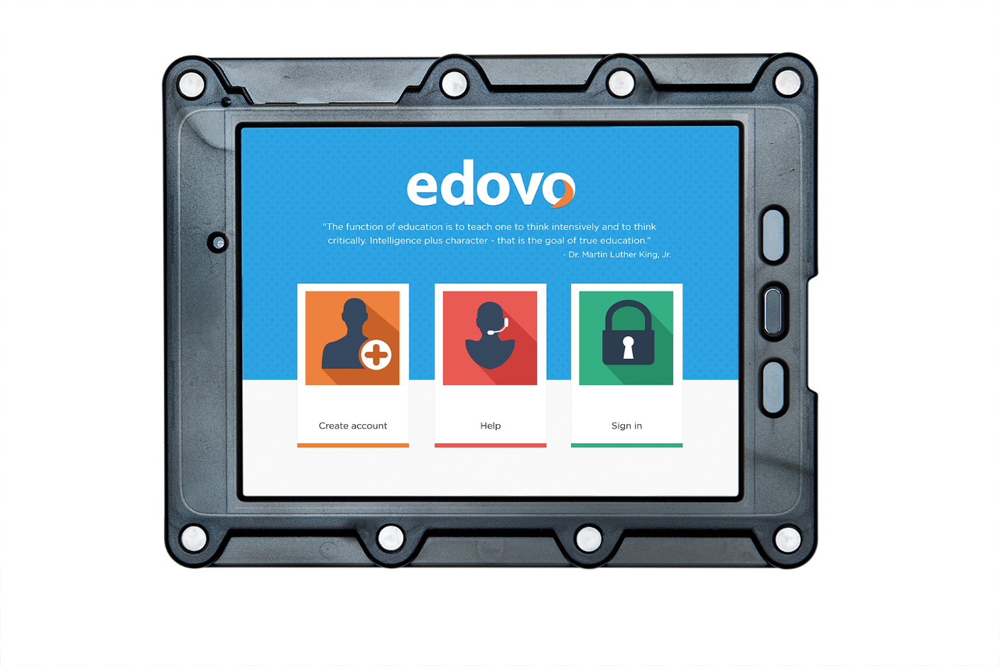 edovo
“The function of education is to teach one to think intensively and to think
critically. Intelligence plus character - that is the goal of true education.”
- Dr. Martin Luther King, Jr.
Create account
Help
Sign in